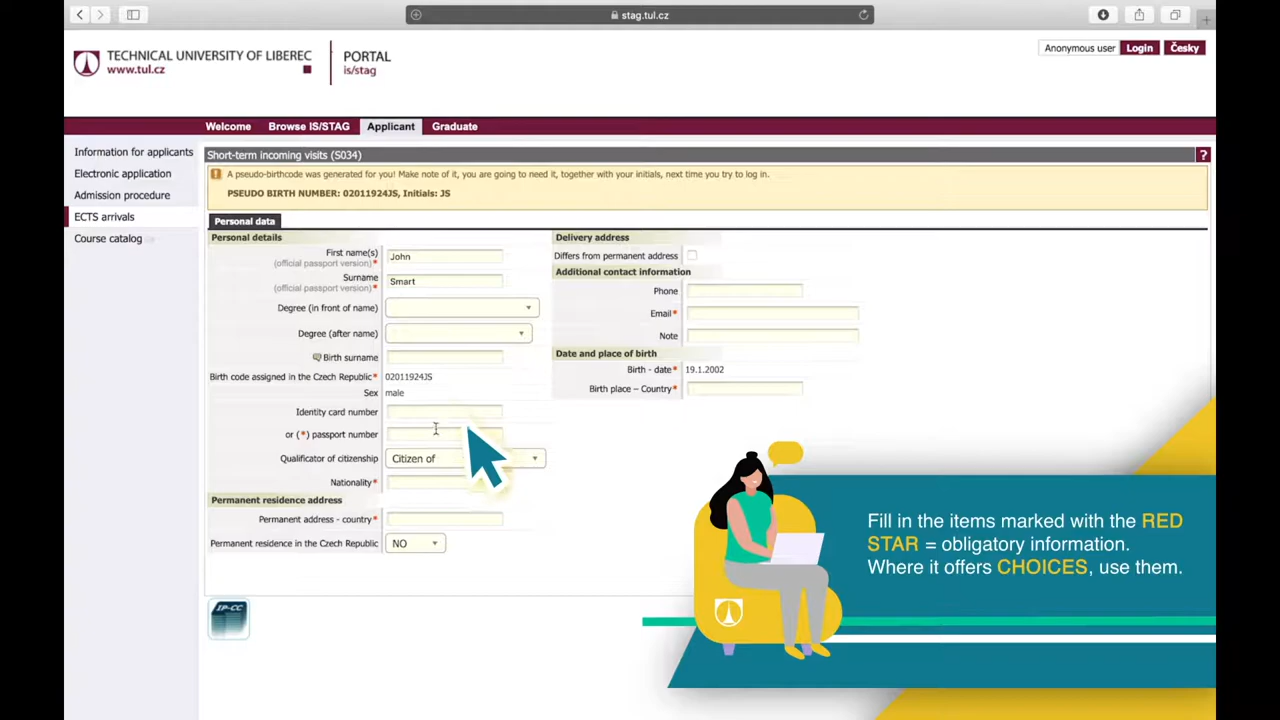 stag.tul.cz
TECHNICAL UNIVERSITY OF LIBEREC
www.tul.cz
PORTAL
is/stag
Anonymous user Login Česky
Welcome Browse IS/STAG Applicant Graduate
Information for applicants
Electronic application
Admission procedure
ECTS arrivals
Course catalog
Short-term incoming visits (S034) ?
A pseudo-birthcode was generated for you! Make note of it, you are going to need it, together with your initials, next time you try to log in.
PSEUDO BIRTH NUMBER: 02011924JS, Initials: JS
Personal data
Personal details
First name(s) John
(official passport version)*
Surname Smart
(official passport version)*
Degree (in front of name)
Degree (after name)
Birth surname
Birth code assigned in the Czech Republic* 02011924JS
Sex male
Identity card number
or (*) passport number
Qualificator of citizenship Citizen of
Nationality*
Permanent residence address
Permanent address - country*
Permanent residence in the Czech Republic NO
Delivery address
Differs from permanent address
Additional contact information
Phone
Email*
Note
Date and place of birth
Birth - date* 19.1.2002
Birth place – Country*
IP-CC
Fill in the items marked with the RED
STAR = obligatory information.
Where it offers CHOICES, use them.